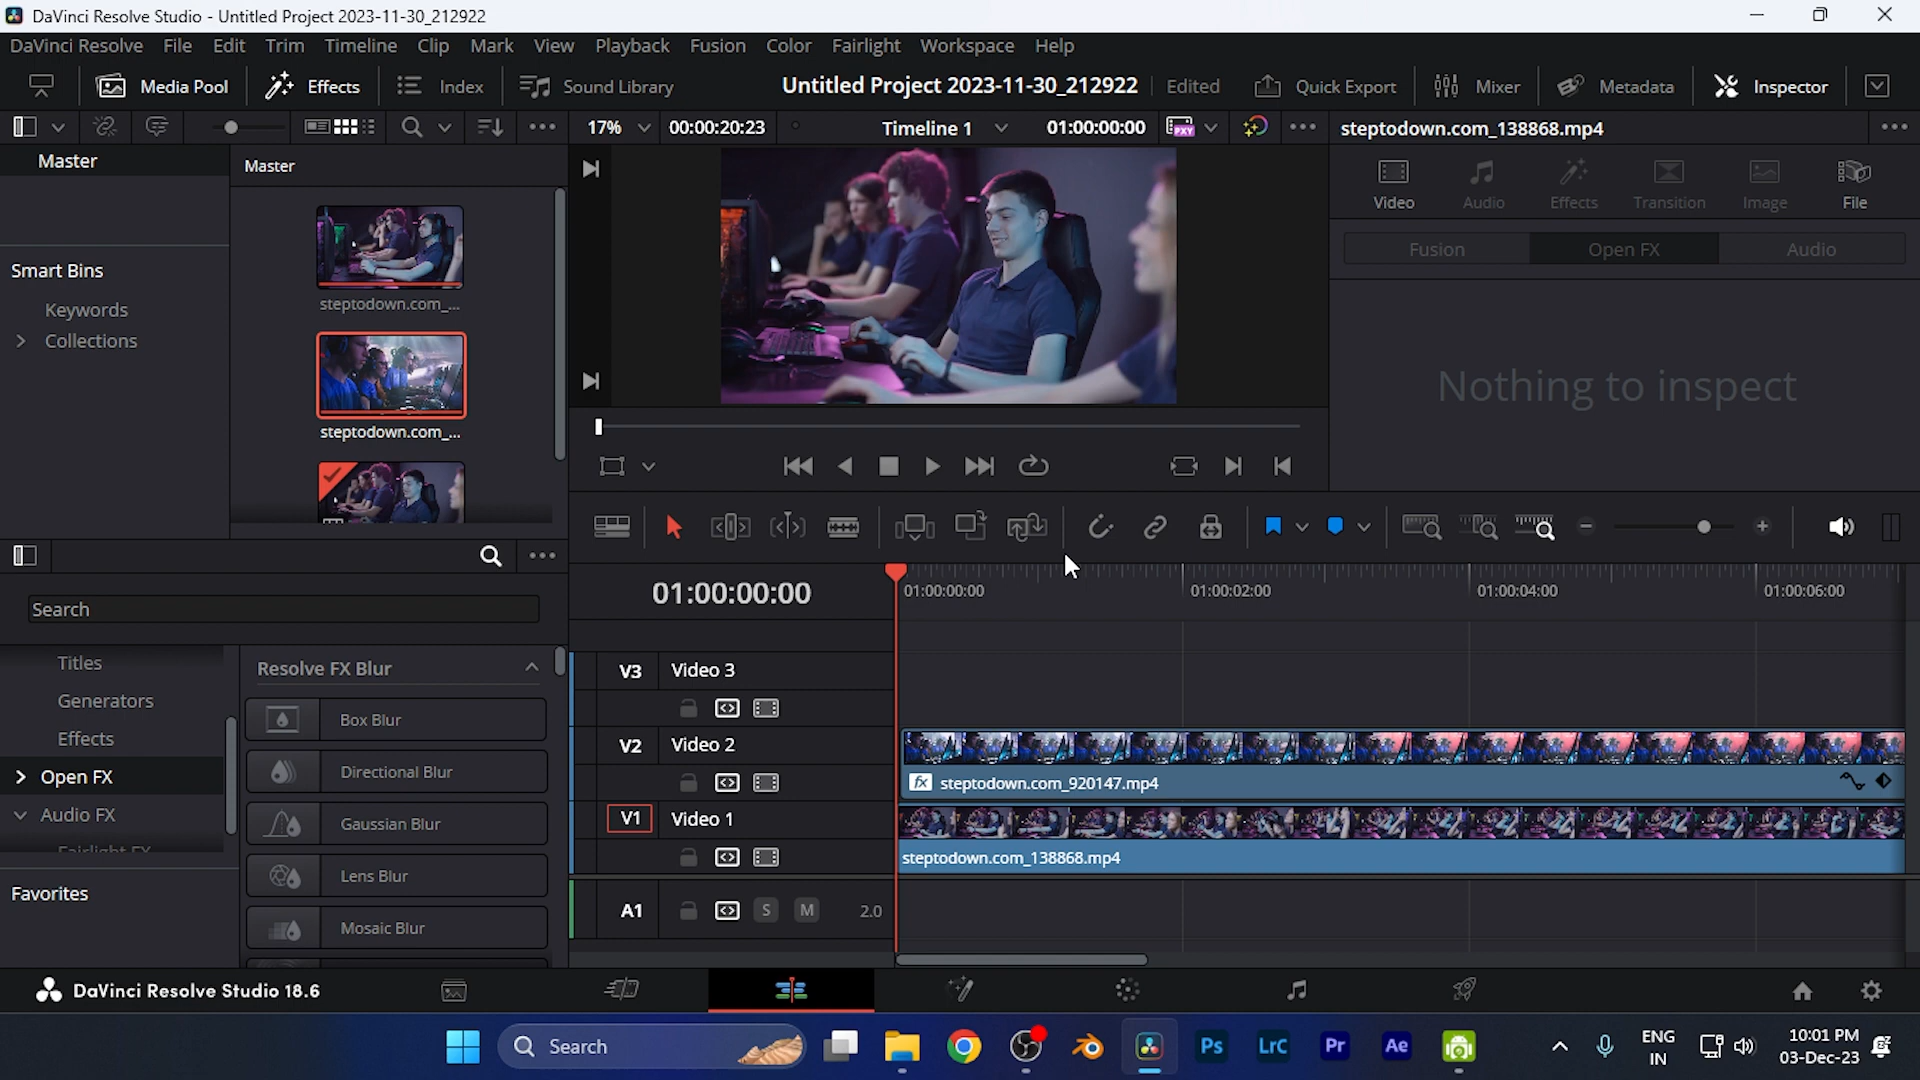 DaVinci Resolve Studio - Untitled Project 2023-11-30_212922
DaVinci Resolve File Edit Trim Timeline Clip Mark View Playback Fusion Color Fairlight Workspace Help
Media Pool Effects Index Sound Library Untitled Project 2023-11-30_212922 Edited Quick Export Mixer Metadata Inspector
17% 00:00:20:23 Timeline 1 01:00:00:00 PXY steptodown.com_138868.mp4
Master
Master
Smart Bins
Keywords
Collections
steptodown.com_...
steptodown.com_...
Video Audio Effects Transition Image File
Fusion Open FX Audio
Nothing to inspect
Search
Titles
Generators
Effects
Open FX
Audio FX
Fairlight FX
Favorites
Resolve FX Blur
Box Blur
Directional Blur
Gaussian Blur
Lens Blur
Mosaic Blur
01:00:00:00
01:00:00:00 01:00:02:00 01:00:04:00 01:00:06:00
V3 Video 3
V2 Video 2
fx steptodown.com_920147.mp4
V1 Video 1
steptodown.com_138868.mp4
A1 S M 2.0
DaVinci Resolve Studio 18.6
Search
Ps LrC Pr Ae
ENG
IN
10:01 PM
03-Dec-23